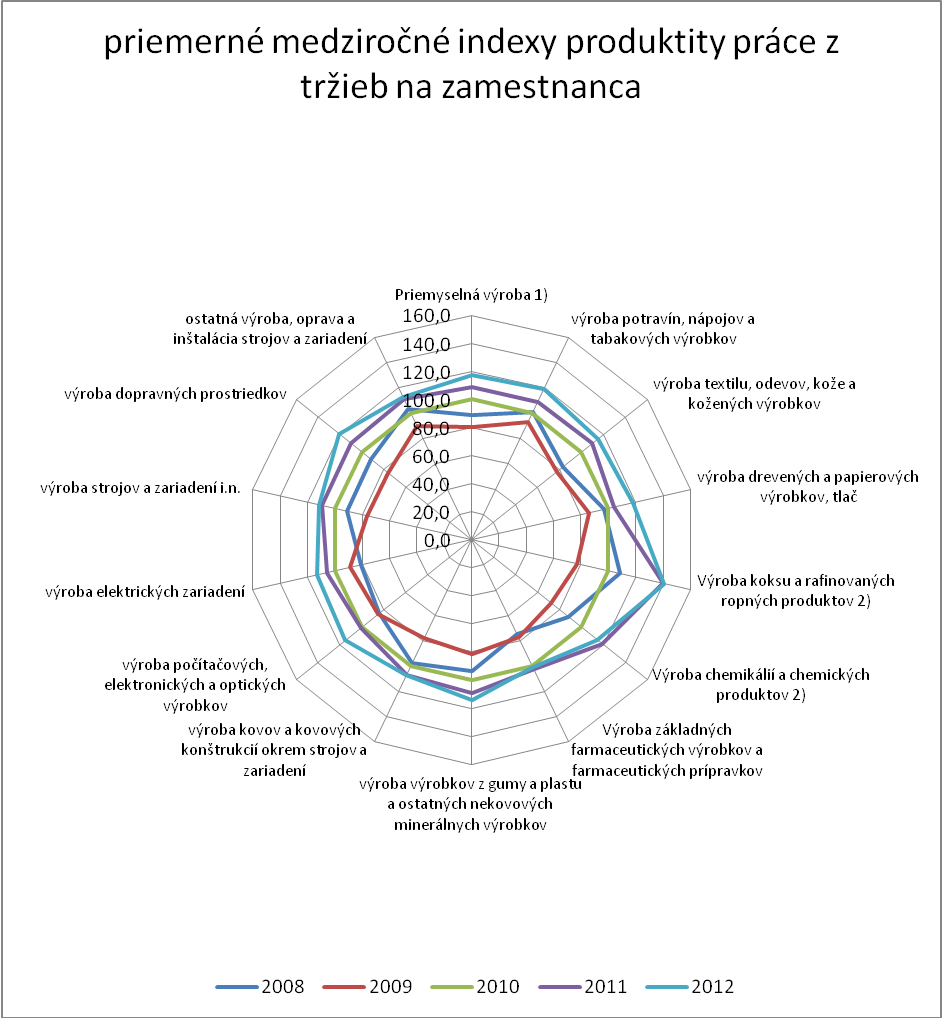 priemerné medziročné indexy produktity práce z
tržieb na zamestnanca
Priemyselná výroba 1)
výroba potravín, nápojov a
tabakových výrobkov
výroba textilu, odevov, kože a
kožených výrobkov
výroba drevených a papierových
výrobkov, tlač
Výroba koksu a rafinovaných
ropných produktov 2)
Výroba chemikálií a chemických
produktov 2)
Výroba základných
farmaceutických výrobkov a
farmaceutických prípravkov
výroba výrobkov z gumy a plastu
a ostatných nekovových
minerálnych výrobkov
výroba kovov a kovových
konštrukcií okrem strojov a
zariadení
výroba počítačových,
elektronických a optických
výrobkov
výroba elektrických zariadení
výroba strojov a zariadení i.n.
výroba dopravných prostriedkov
ostatná výroba, oprava a
inštalácia strojov a zariadení
160,0
140,0
120,0
100,0
80,0
60,0
40,0
20,0
0,0
2008 2009 2010 2011 2012